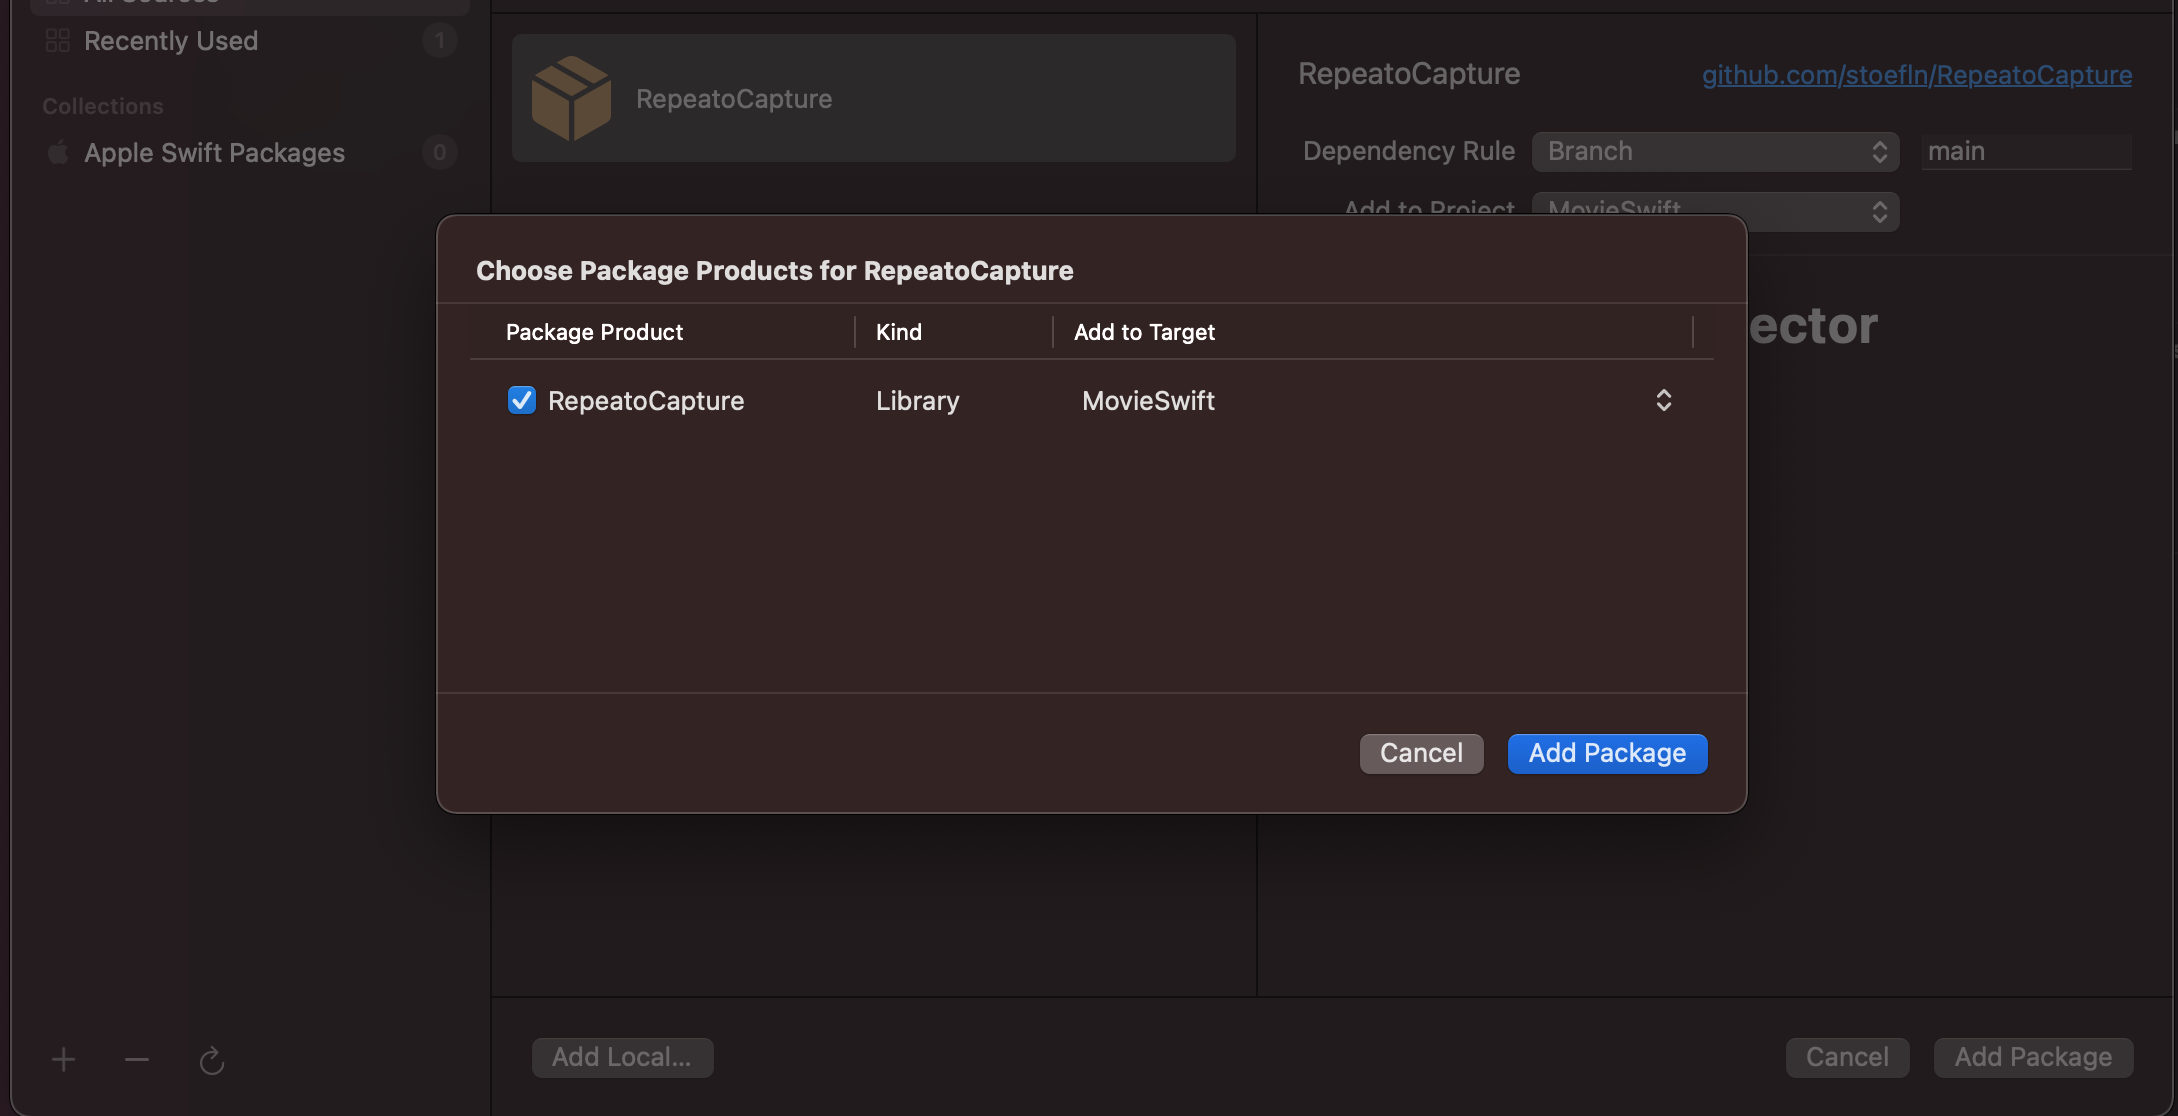 All Sources
Recently Used 1
Collections
Apple Swift Packages 0
RepeatoCapture
RepeatoCapture github.com/stoefln/RepeatoCapture
Dependency Rule Branch main
Add to Project MovieSwift
ector
Choose Package Products for RepeatoCapture
Package Product Kind Add to Target
RepeatoCapture Library MovieSwift
Cancel Add Package
Add Local... Cancel Add Package